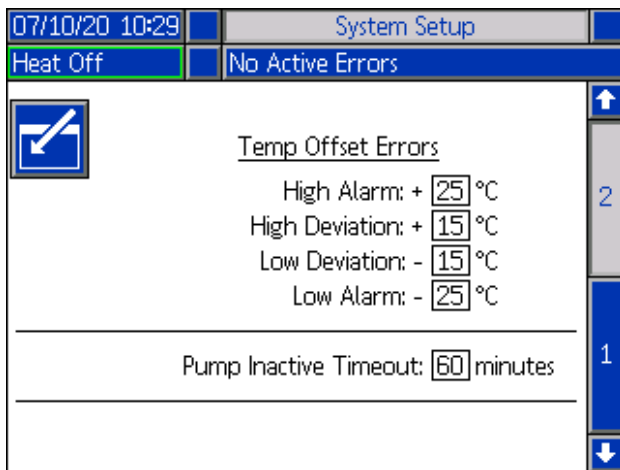 07/10/20 10:29 System Setup
Heat Off No Active Errors
Temp Offset Errors
High Alarm: + 25 °C
High Deviation: + 15 °C
Low Deviation: - 15 °C
Low Alarm: - 25 °C
2
Pump Inactive Timeout: 60 minutes
1